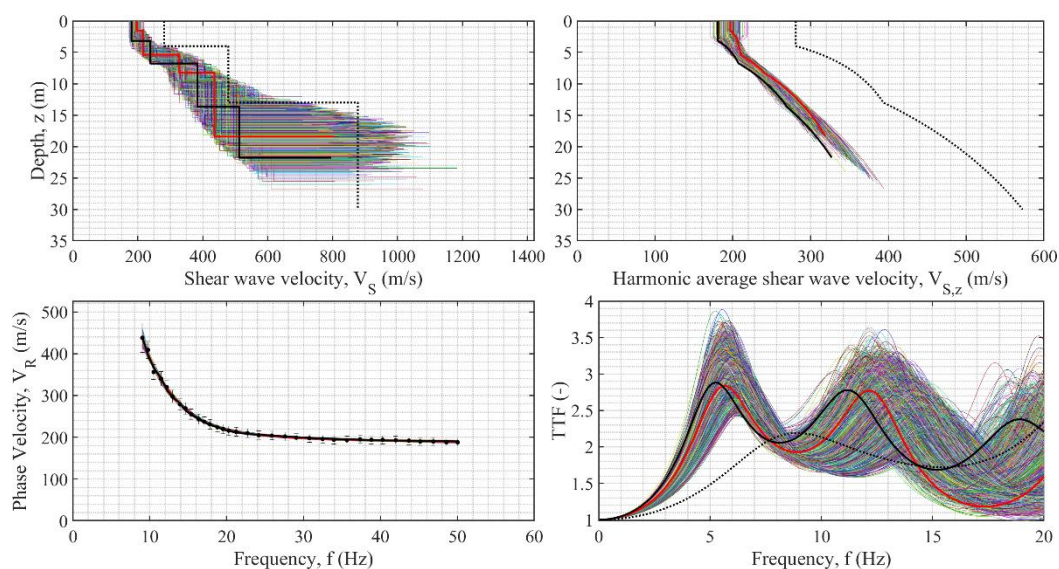 0
5
10
15
20
25
30
35
Depth, z (m)
0 200 400 600 800 1000 1200 1400
Shear wave velocity, V_S (m/s)
0
5
10
15
20
25
30
35
100 200 300 400 500 600
Harmonic average shear wave velocity, V_S,z (m/s)
500
400
300
200
100
0
Phase Velocity, V_R (m/s)
0 10 20 30 40 50 60
Frequency, f (Hz)
4
3.5
3
2.5
2
1.5
1
TTF (-)
0 5 10 15 20
Frequency, f (Hz)